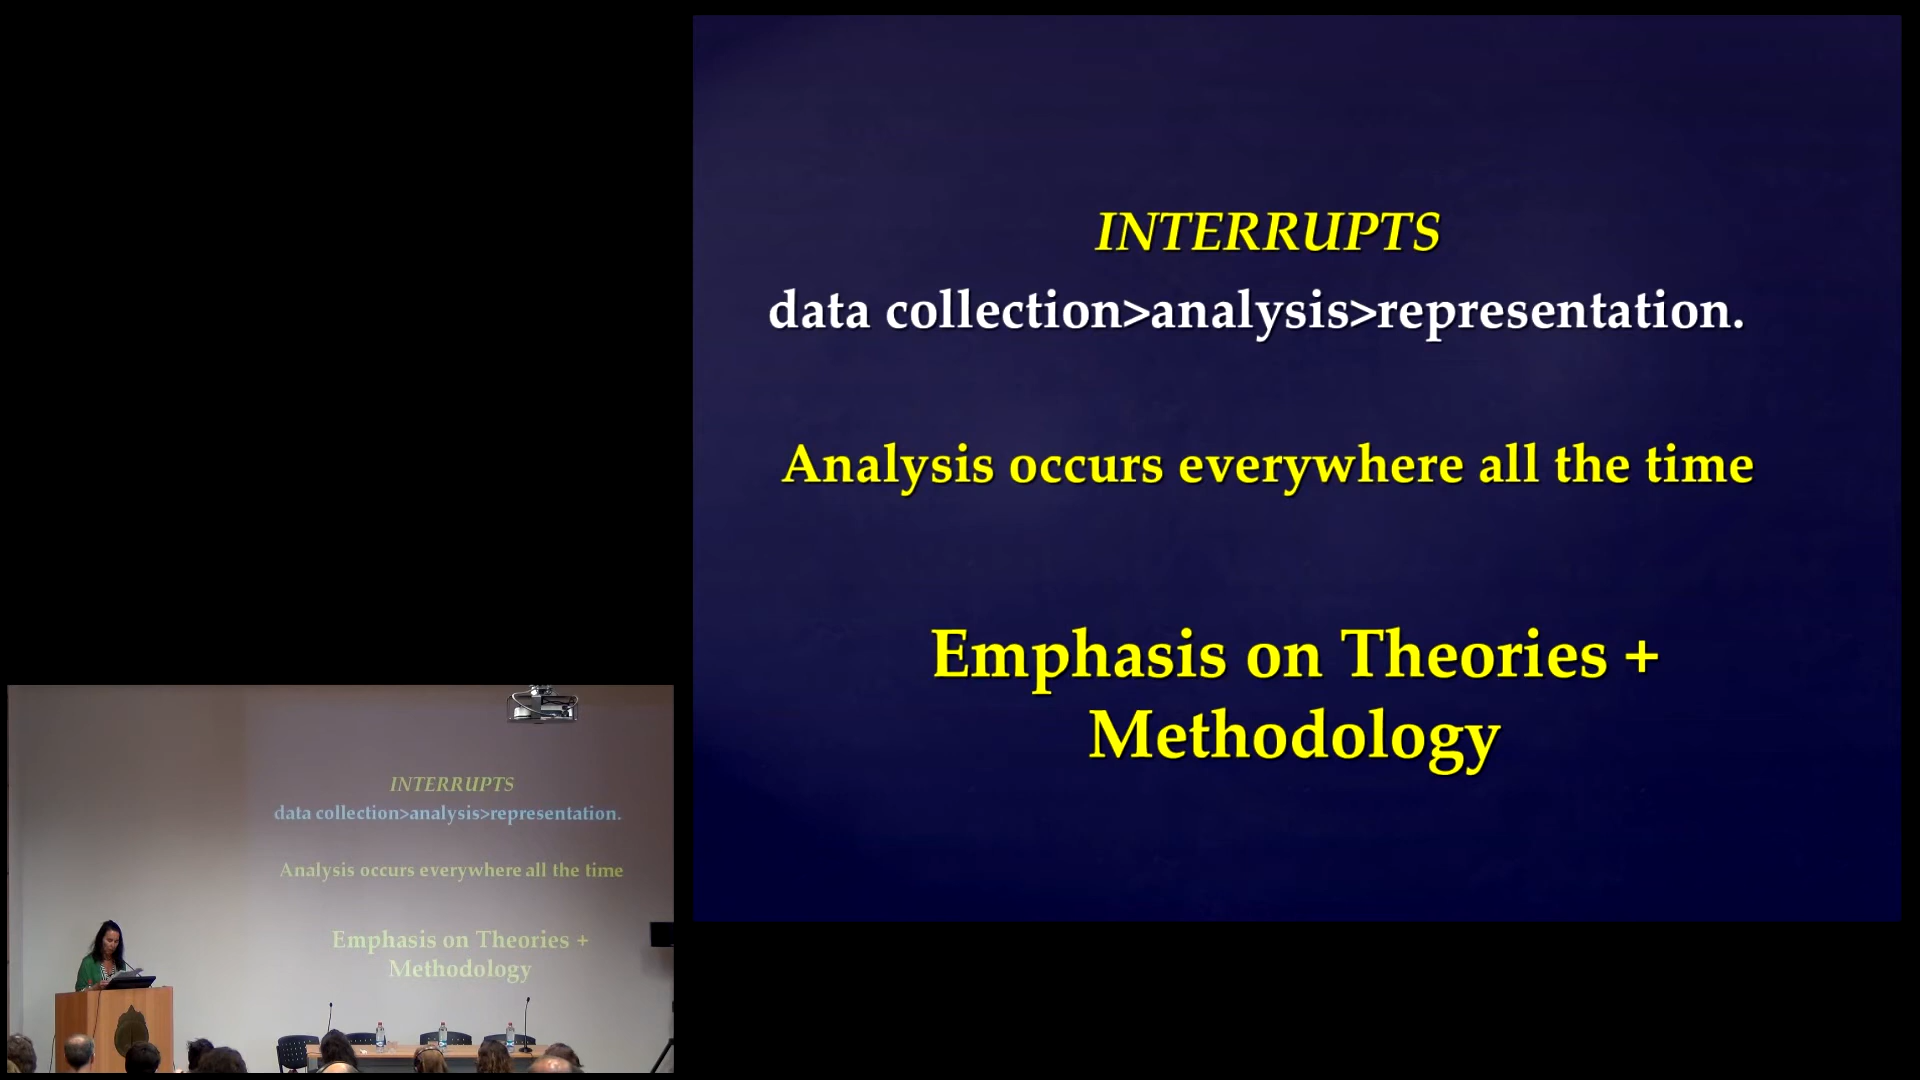 INTERRUPTS
data collection>analysis>representation.
Analysis occurs everywhere all the time
Emphasis on Theories +
Methodology
INTERRUPTS
data collection>analysis>representation.
Analysis occurs everywhere all the time
Emphasis on Theories +
Methodology